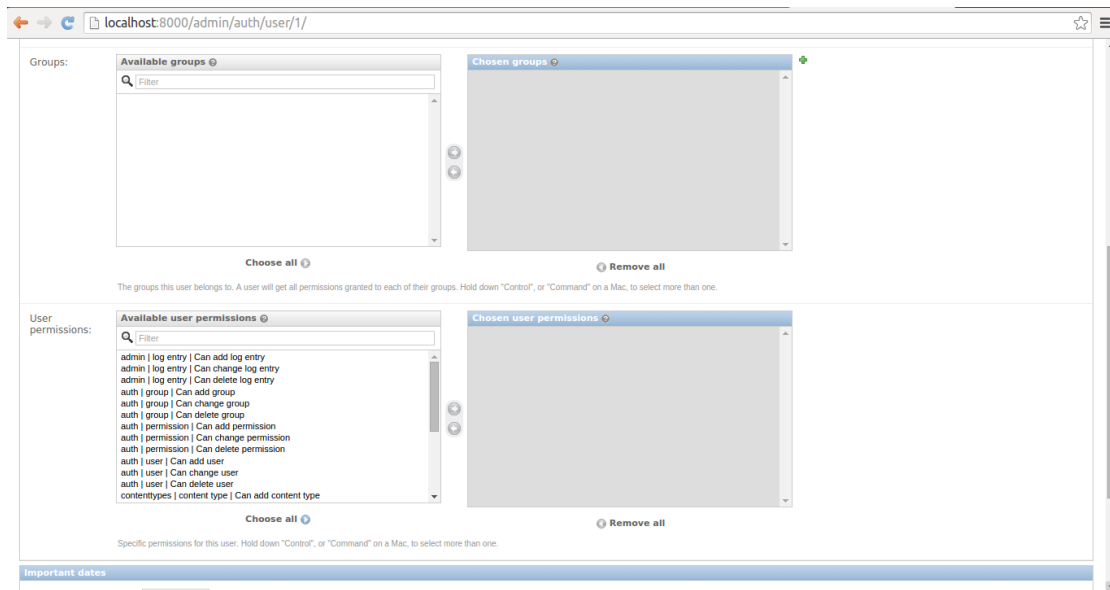 localhost:8000/admin/auth/user/1/
Groups:
Available groups
Filter
Choose all
Chosen groups
Remove all
The groups this user belongs to. A user will get all permissions granted to each of their groups. Hold down "Control", or "Command" on a Mac, to select more than one.
User
permissions:
Available user permissions
Filter
admin | log entry | Can add log entry
admin | log entry | Can change log entry
admin | log entry | Can delete log entry
auth | group | Can add group
auth | group | Can change group
auth | group | Can delete group
auth | permission | Can add permission
auth | permission | Can change permission
auth | permission | Can delete permission
auth | user | Can add user
auth | user | Can change user
auth | user | Can delete user
contenttypes | content type | Can add content type
Choose all
Chosen user permissions
Remove all
Specific permissions for this user. Hold down "Control", or "Command" on a Mac, to select more than one.
Important dates